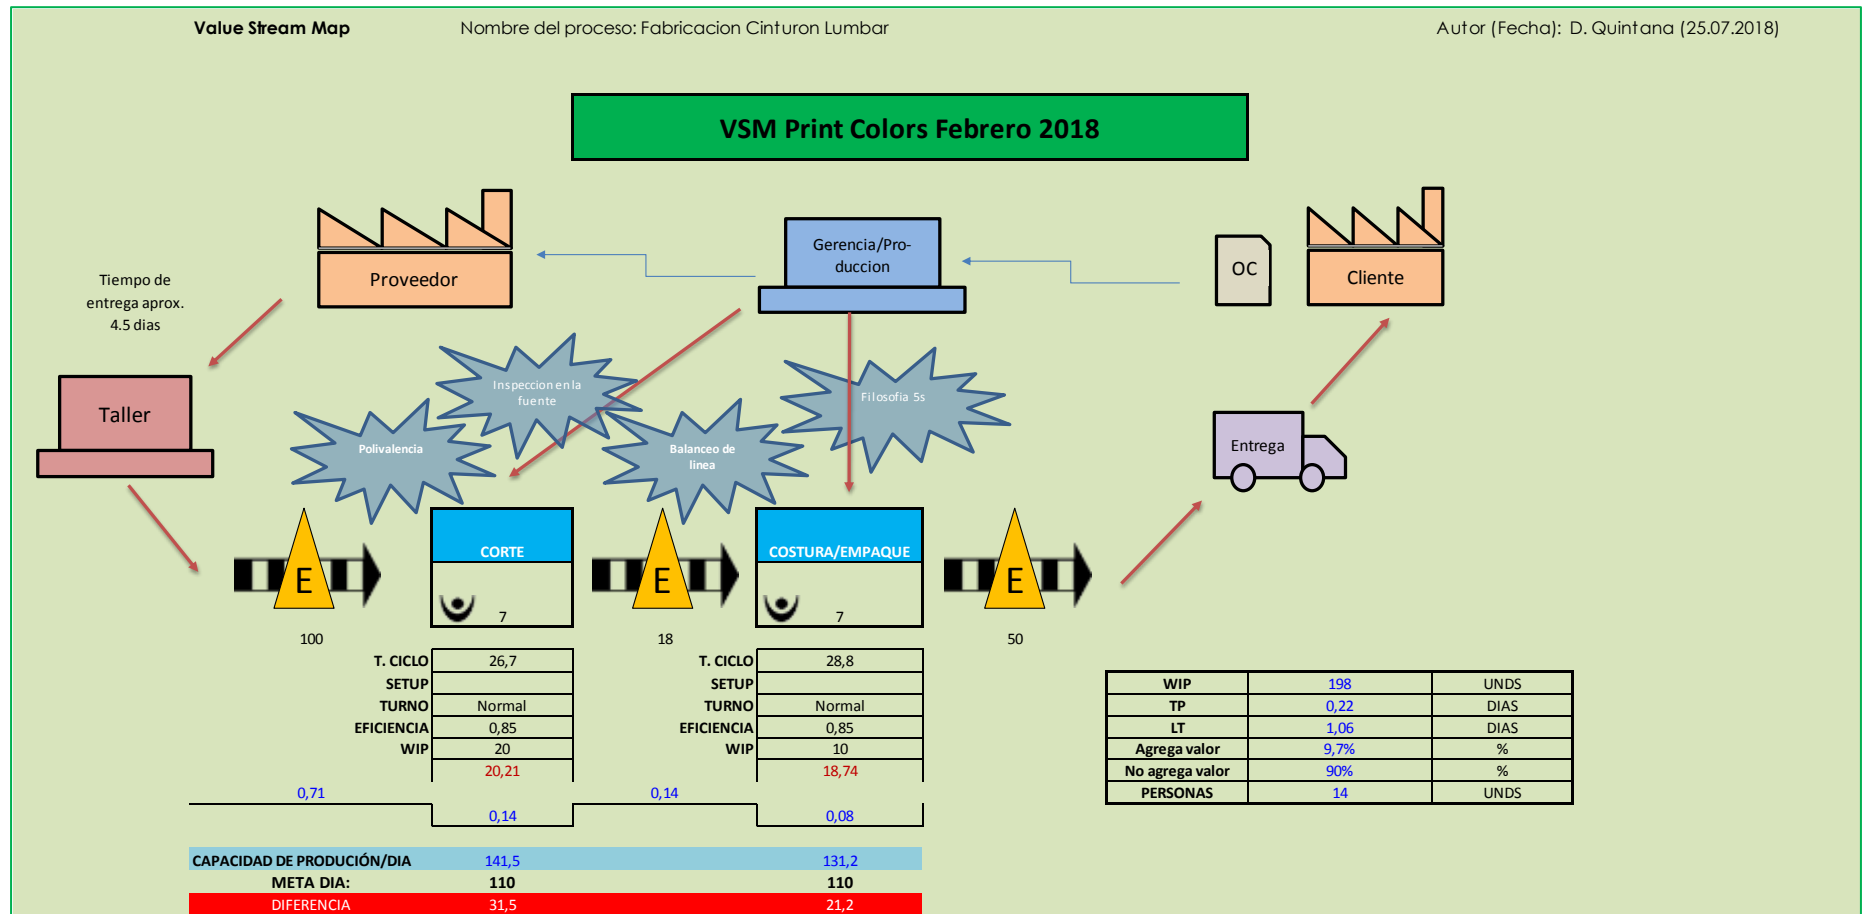 Value Stream Map
Nombre del proceso: Fabricacion Cinturon Lumbar
Autor (Fecha): D. Quintana (25.07.2018)
VSM Print Colors Febrero 2018
Proveedor
Gerencia/Pro-
duccion
OC
Cliente
Tiempo de
entrega aprox.
4.5 dias
Taller
Inspeccion en la
fuente
Filosofia 5s
Polivalencia
Balanceo de
linea
Entrega
E
CORTE
7
E
COSTURA/EMPAQUE
7
E
100
18
50
T. CICLO 26,7 T. CICLO 28,8
SETUP SETUP
TURNO Normal TURNO Normal
EFICIENCIA 0,85 EFICIENCIA 0,85
WIP 20 WIP 10
20,21 18,74
0,71 0,14
0,14 0,08
WIP 198 UNDS
TP 0,22 DIAS
LT 1,06 DIAS
Agrega valor 9,7% %
No agrega valor 90% %
PERSONAS 14 UNDS
CAPACIDAD DE PRODUCIÓN/DIA 141,5 131,2
META DIA: 110 110
DIFERENCIA 31,5 21,2